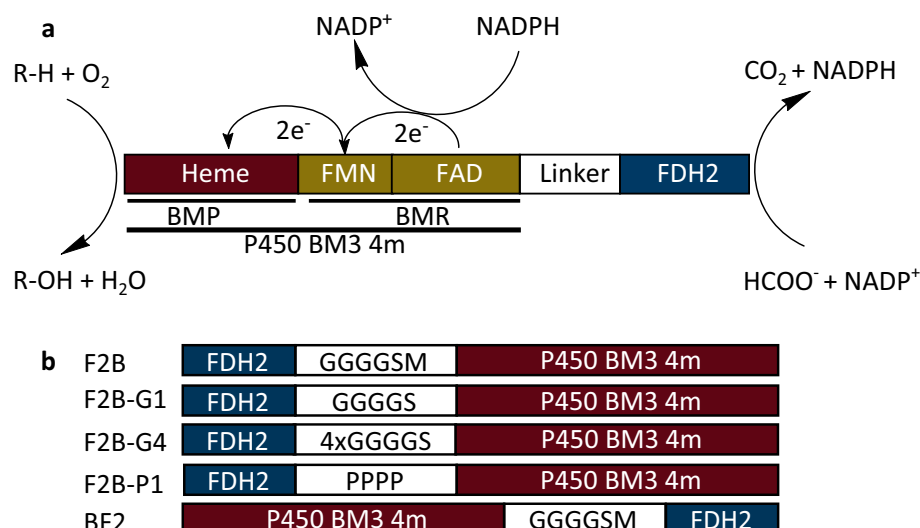 a
NADP+ NADPH
R-H + O2 CO2 + NADPH
2e- 2e-
Heme FMN FAD Linker FDH2
BMP BMR
P450 BM3 4m
R-OH + H2O HCOO- + NADP+
b
F2B FDH2 GGGGSM P450 BM3 4m
F2B-G1 FDH2 GGGGS P450 BM3 4m
F2B-G4 FDH2 4xGGGGS P450 BM3 4m
F2B-P1 FDH2 PPPP P450 BM3 4m
BF2 P450 BM3 4m GGGGSM FDH2